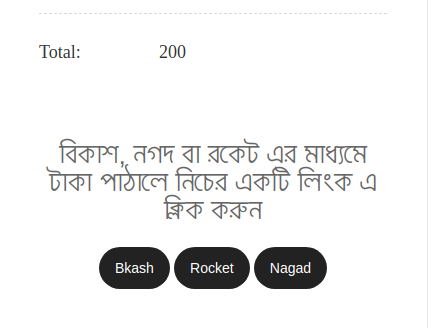 Total: 200
বিকাশ, নগদ বা রকেট এর মাধ্যমে
টাকা পাঠালে নিচের একটি লিংক এ
ক্লিক করুন
Bkash Rocket Nagad